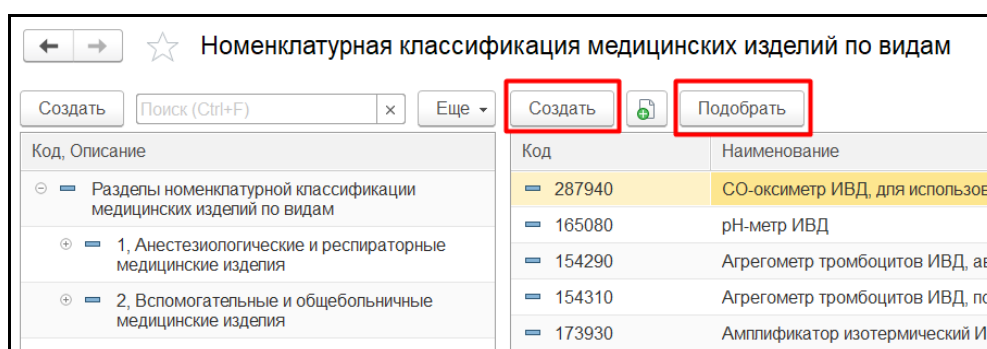 Номенклатурная классификация медицинских изделий по видам
Создать Поиск (Ctrl+F) × Еще Создать Подобрать
Код, Описание
Разделы номенклатурной классификации
медицинских изделий по видам
1, Анестезиологические и респираторные
медицинские изделия
2, Вспомогательные и общебольничные
медицинские изделия
Код Наименование
287940 СО-оксиметр ИВД, для использов
165080 pH-метр ИВД
154290 Агрегометр тромбоцитов ИВД, ав
154310 Агрегометр тромбоцитов ИВД, по
173930 Амплификатор изотермический И